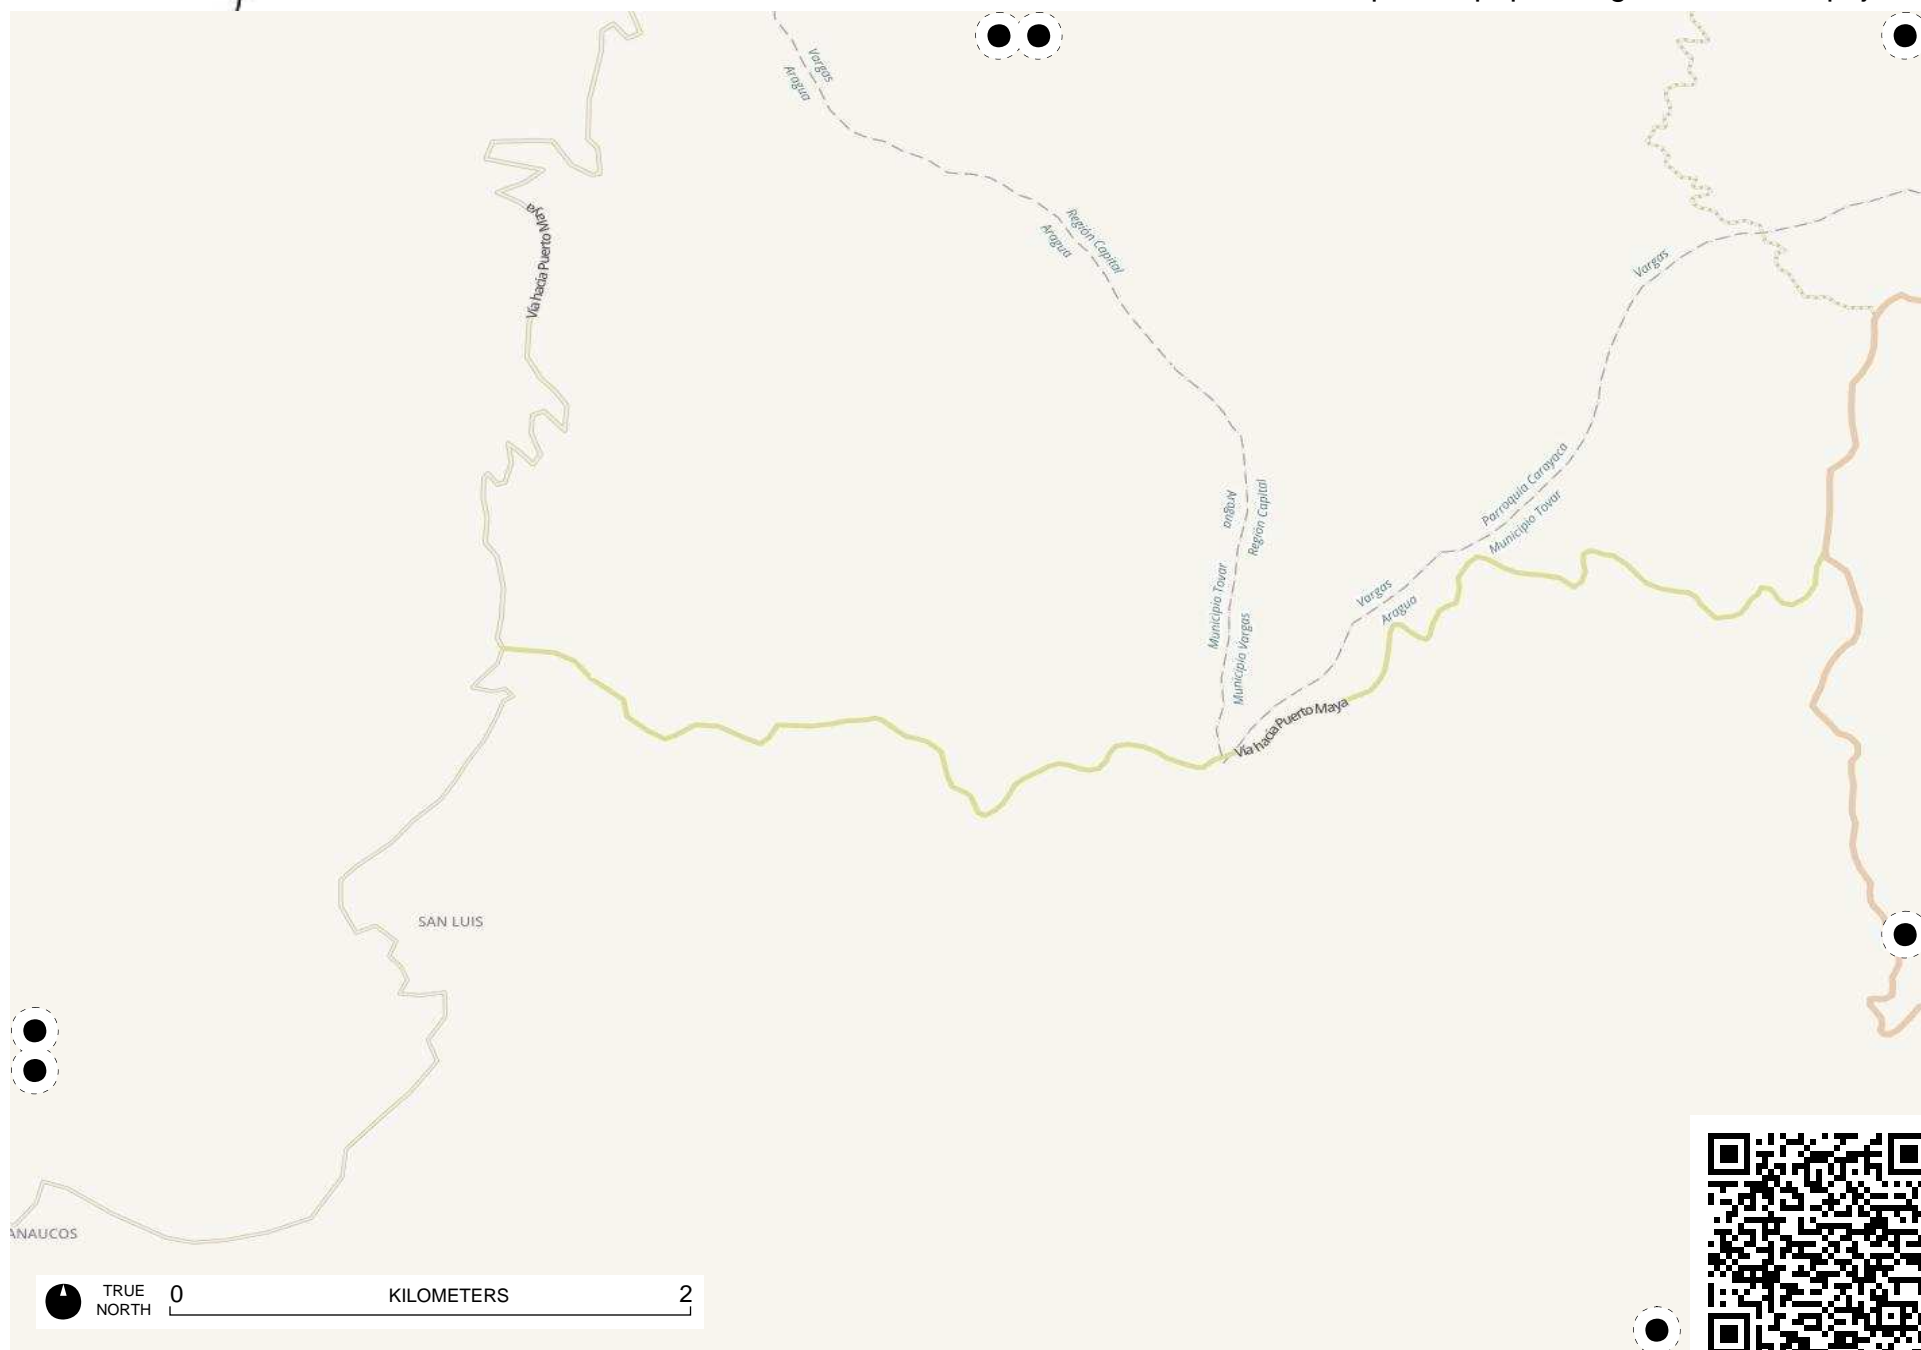 Vargas
Aragua
Vía hacia Puerto Maya
Región Capital
Aragua
Vargas
Parroquia Carayaca
Municipio Tovar
Aragua
Región Capital
Municipio Tovar
Municipio Vargas
Vargas
Aragua
Vía hacia Puerto Maya
SAN LUIS
ANAUCOS
TRUE
NORTH
0
KILOMETERS
2